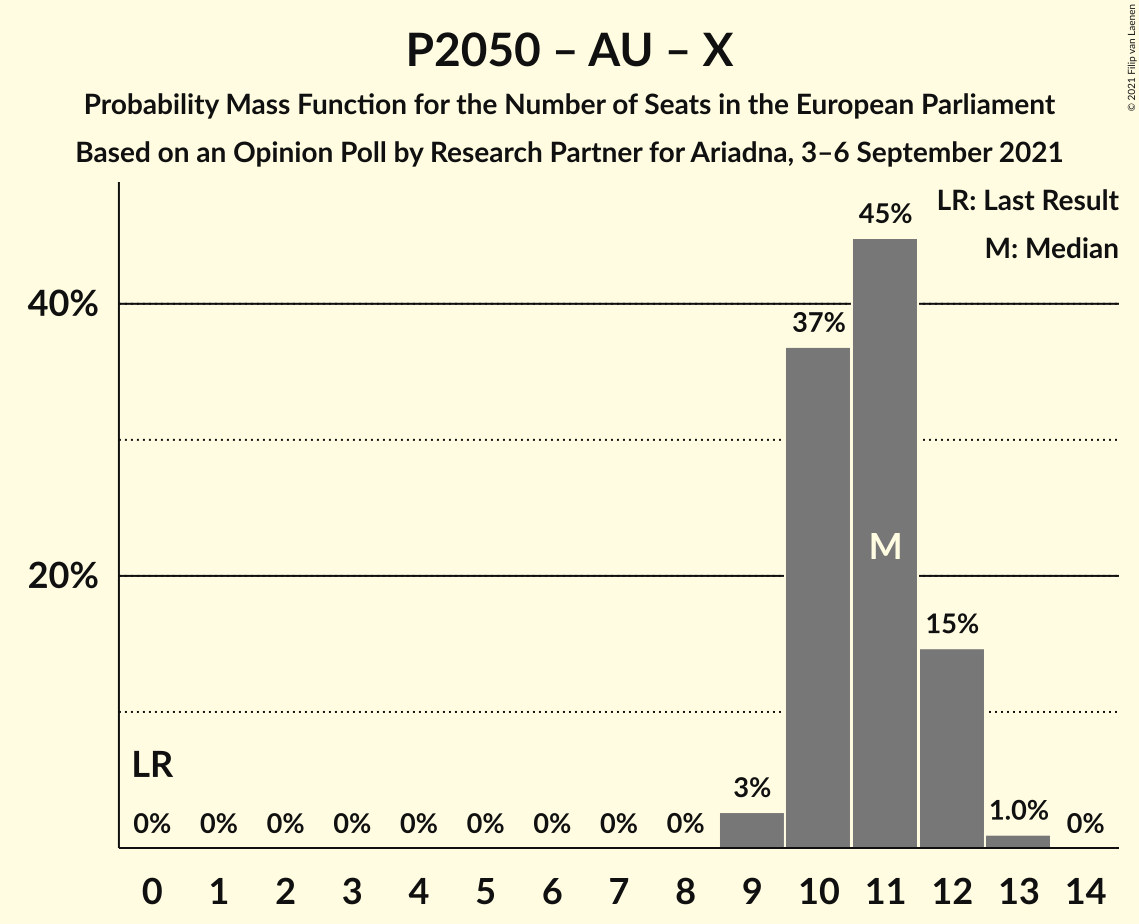 P2050 – AU – X
Probability Mass Function for the Number of Seats in the European Parliament
Based on an Opinion Poll by Research Partner for Ariadna, 3–6 September 2021
© 2021 Filip van Laenen
LR: Last Result
M: Median
40%
20%
45%
37%
M
15%
LR
0% 0% 0% 0% 0% 0% 0% 0% 0% 3% 1.0% 0%
0 1 2 3 4 5 6 7 8 9 10 11 12 13 14